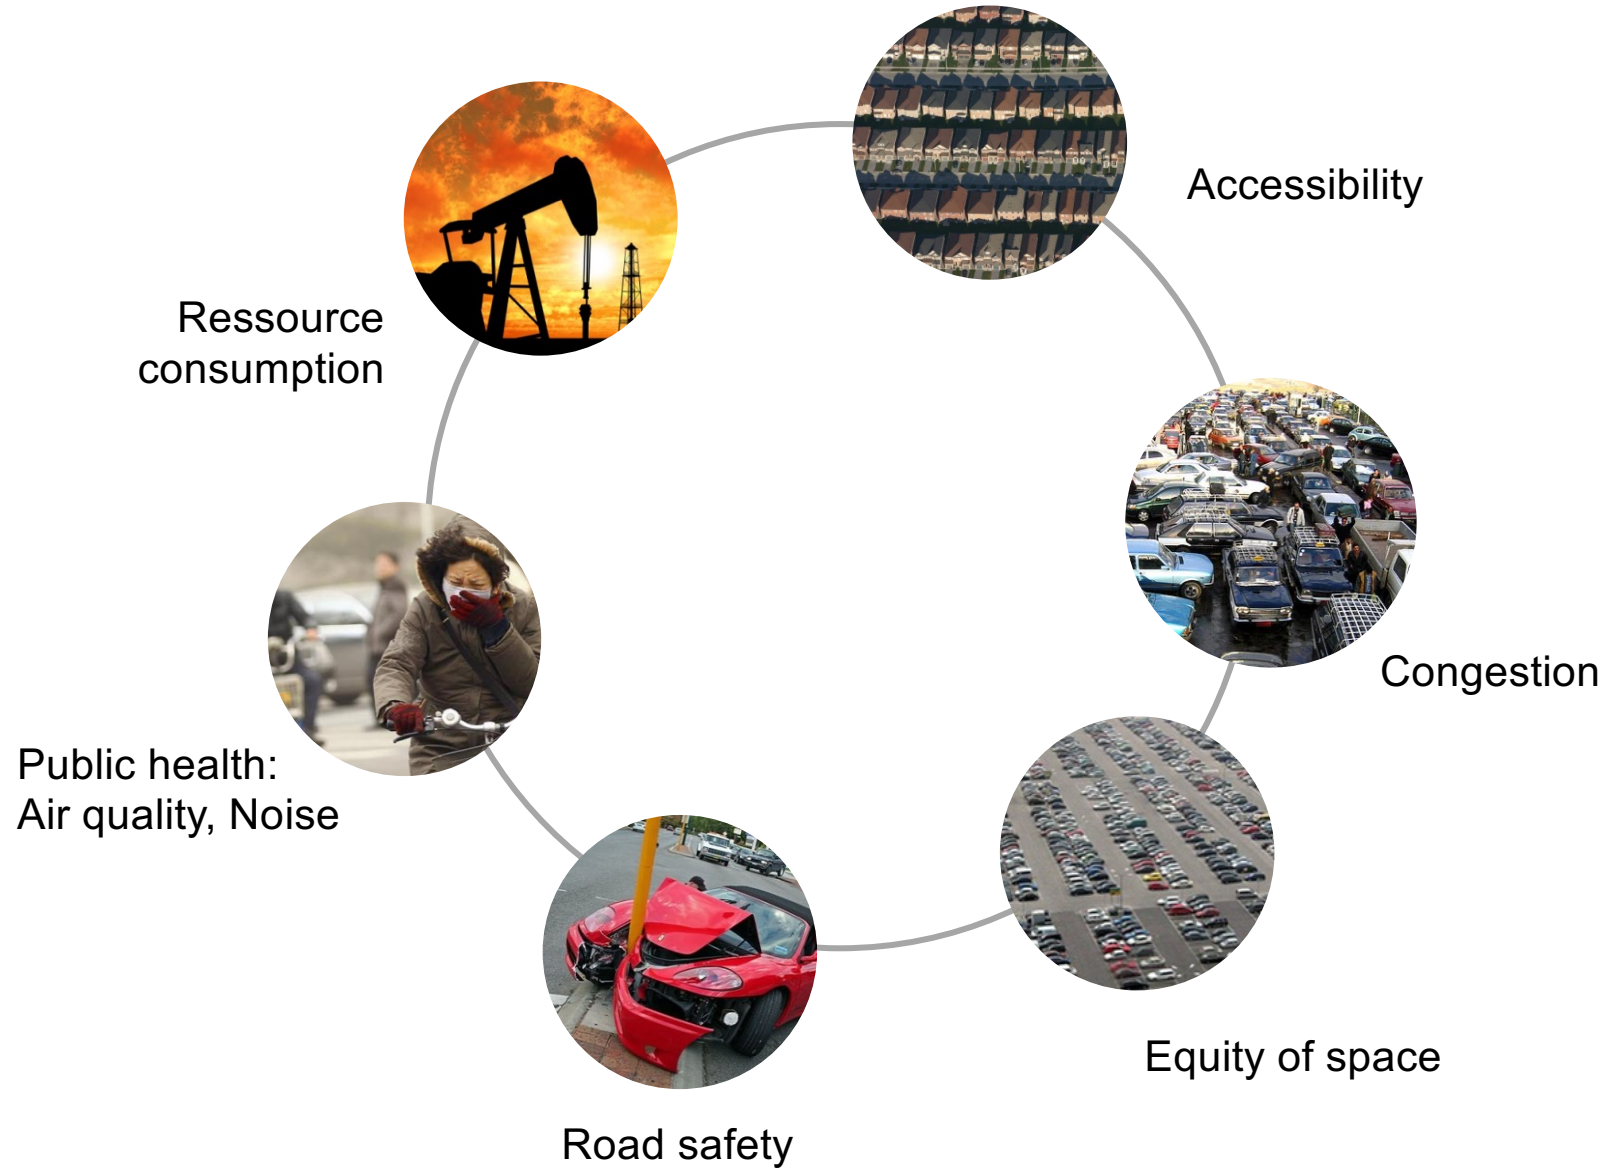 Accessibility
Ressource
consumption
Congestion
Public health:
Air quality, Noise
Equity of space
Road safety